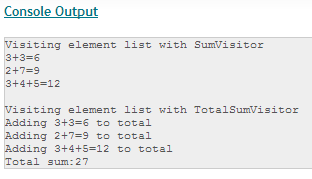 Console Output
Visiting element list with SumVisitor
3+3=6
2+7=9
3+4+5=12
Visiting element list with TotalSumVisitor
Adding 3+3=6 to total
Adding 2+7=9 to total
Adding 3+4+5=12 to total
Total sum:27